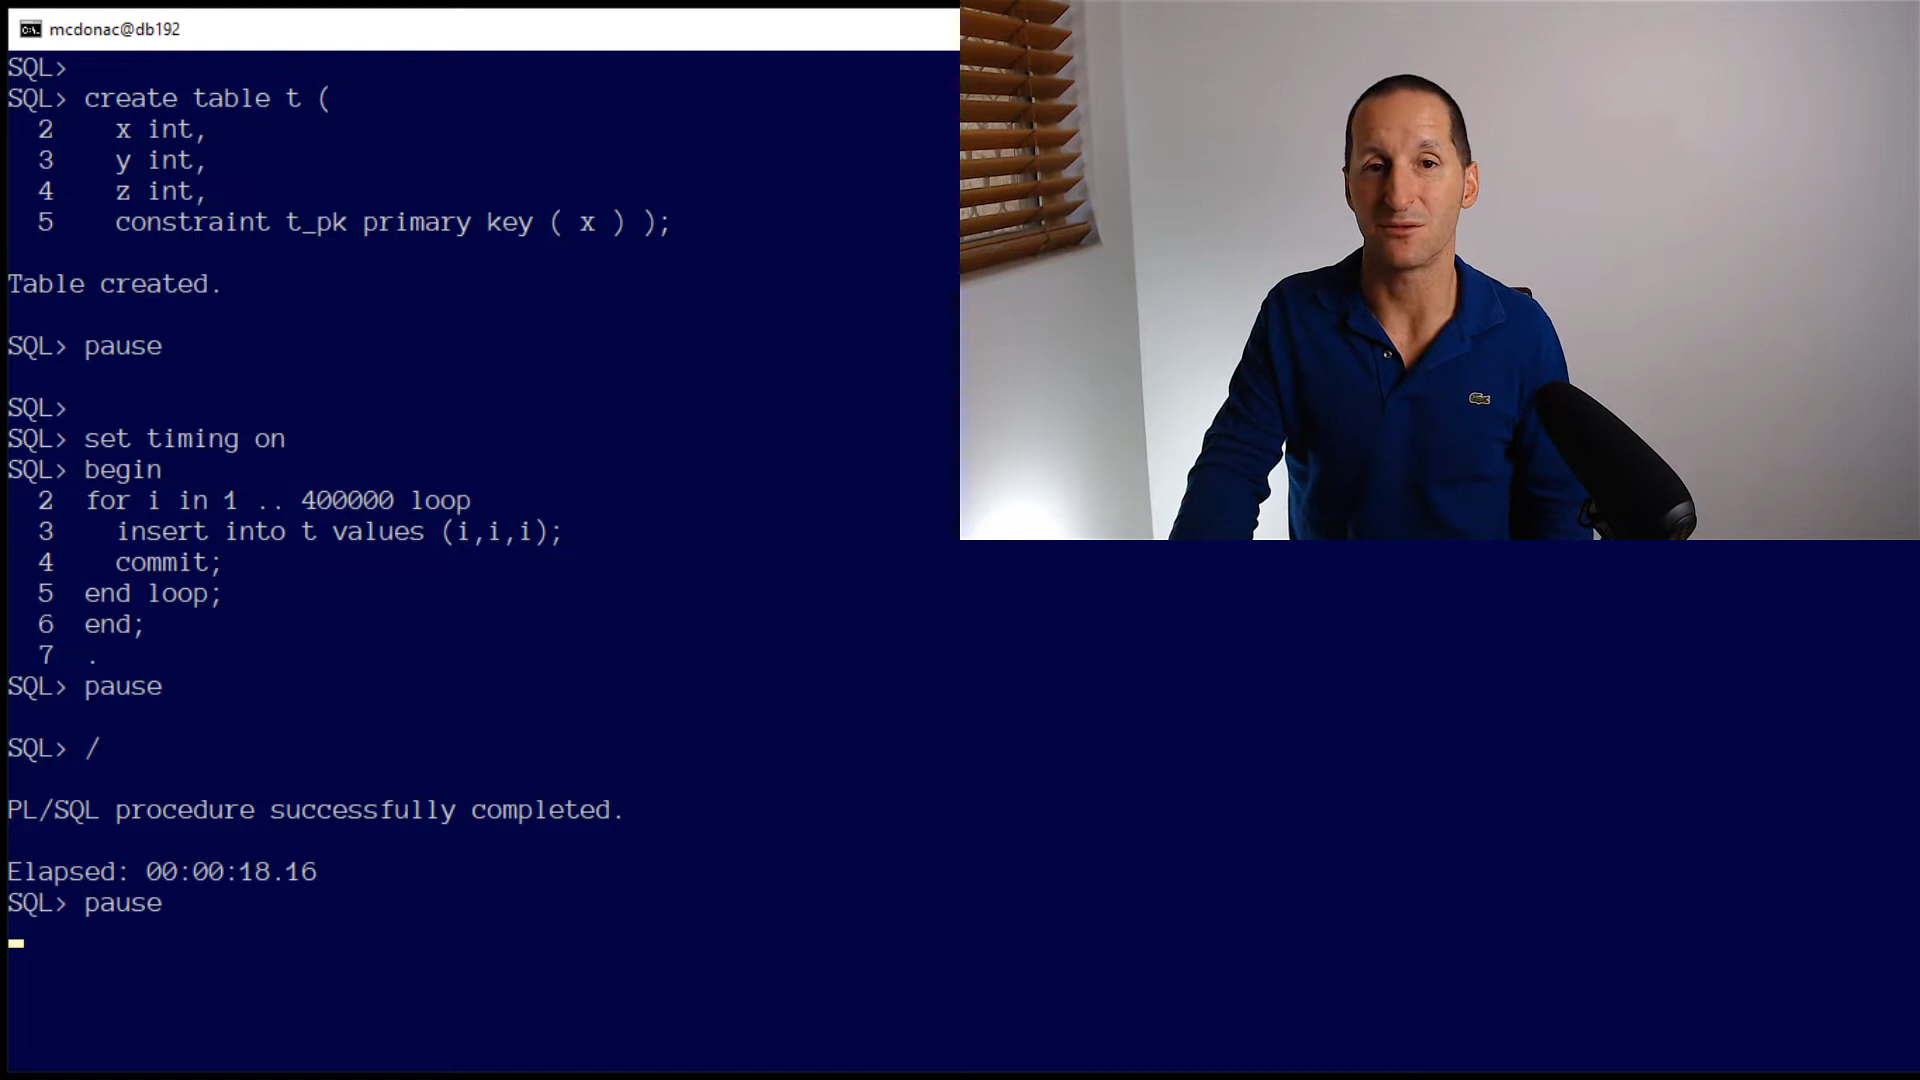 mcdonac@db192
SQL>
SQL> create table t (
2 x int,
3 y int,
4 z int,
5 constraint t_pk primary key ( x ) );
Table created.
SQL> pause
SQL>
SQL> set timing on
SQL> begin
2 for i in 1 .. 400000 loop
3 insert into t values (i,i,i);
4 commit;
5 end loop;
6 end;
7 .
SQL> pause
SQL> /
PL/SQL procedure successfully completed.
Elapsed: 00:00:18.16
SQL> pause